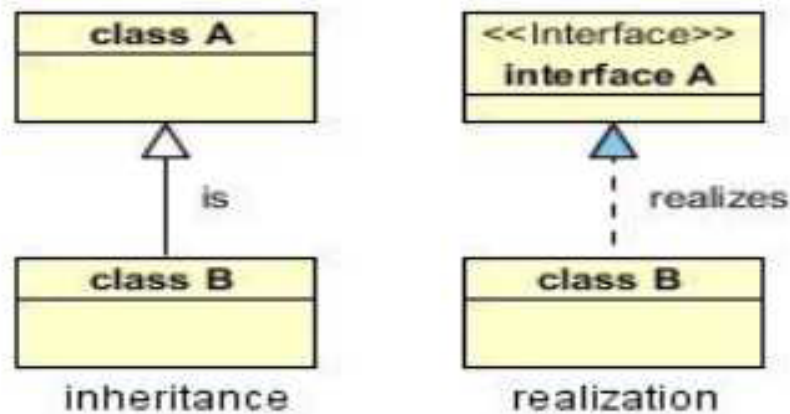 class A
is
class B
inheritance
<<Interface>>
interface A
realizes
class B
realization